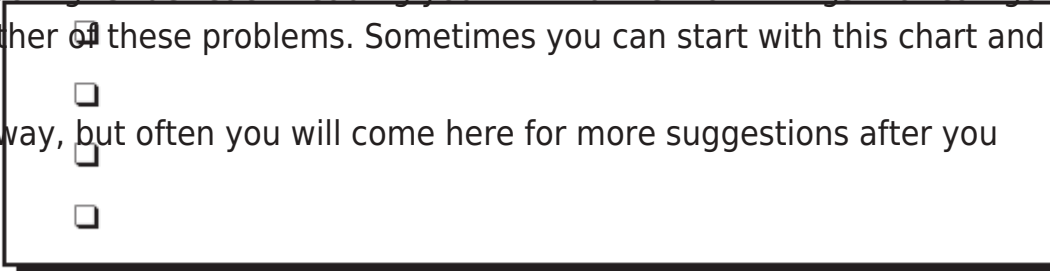 of these problems. Sometimes you can start with this chart and
way, but often you will come here for more suggestions after you